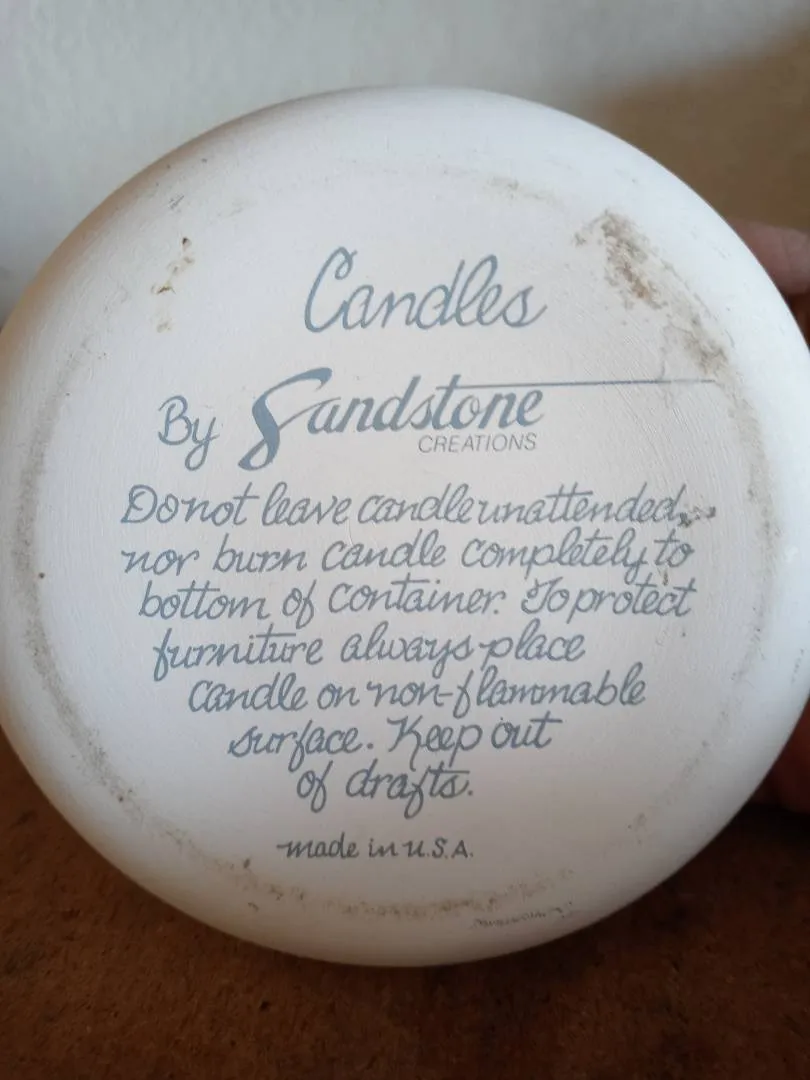 Candles
By Sandstone
CREATIONS
Do not leave candle unattended,
nor burn candle completely to
bottom of container. To protect
furniture always place
candle on non-flammable
surface. Keep out
of drafts.
made in U.S.A.